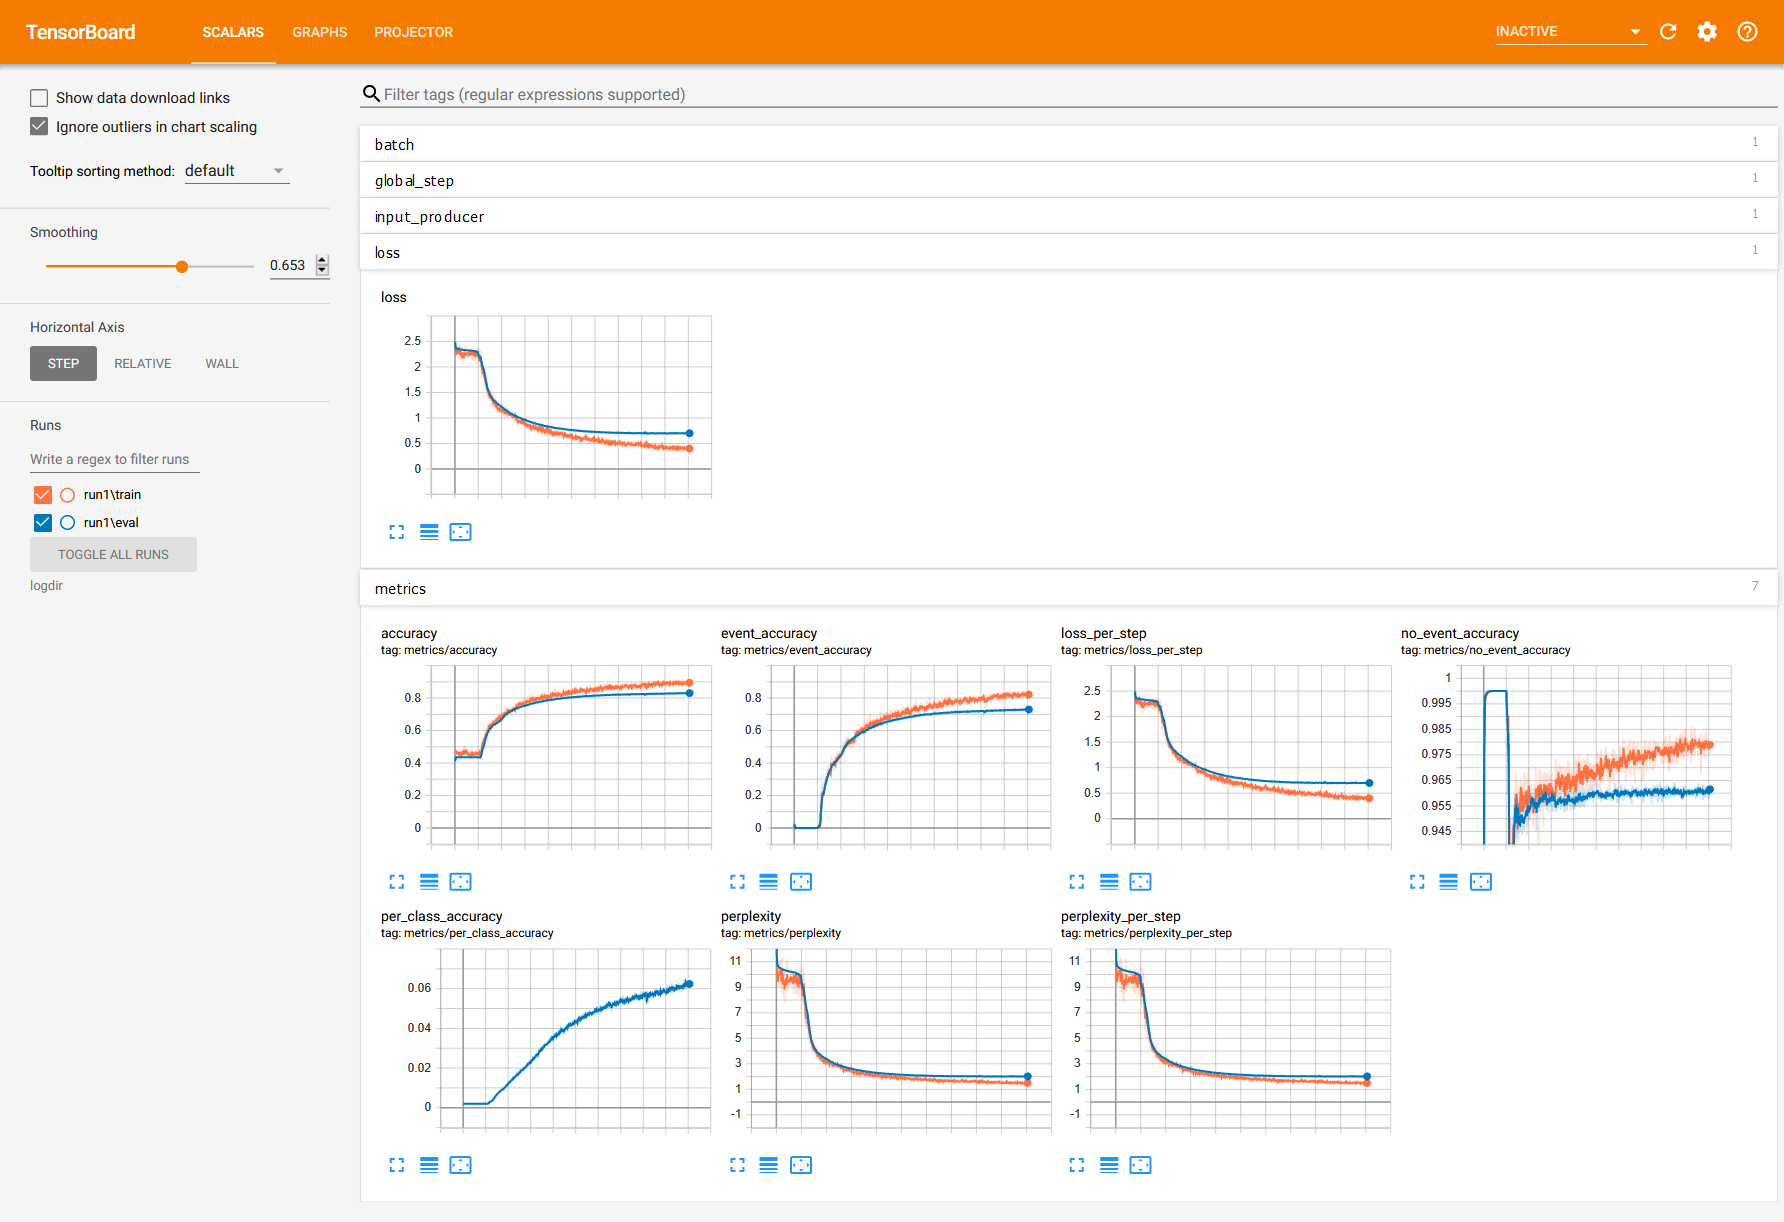 TensorBoard SCALARS GRAPHS PROJECTOR INACTIVE
Show data download links
Ignore outliers in chart scaling
Tooltip sorting method: default
Smoothing
0.653
Horizontal Axis
STEP RELATIVE WALL
Runs
Write a regex to filter runs
run1\train
run1\eval
TOGGLE ALL RUNS
logdir
Filter tags (regular expressions supported)
batch 1
global_step 1
input_producer 1
loss 1
loss
2.5
2
1.5
1
0.5
0
metrics 7
accuracy
tag: metrics/accuracy
0.8
0.6
0.4
0.2
0
event_accuracy
tag: metrics/event_accuracy
0.8
0.6
0.4
0.2
0
loss_per_step
tag: metrics/loss_per_step
2.5
2
1.5
1
0.5
0
no_event_accuracy
tag: metrics/no_event_accuracy
1
0.995
0.985
0.975
0.965
0.955
0.945
per_class_accuracy
tag: metrics/per_class_accuracy
0.06
0.04
0.02
0
perplexity
tag: metrics/perplexity
11
9
7
5
3
1
-1
perplexity_per_step
tag: metrics/perplexity_per_step
11
9
7
5
3
1
-1